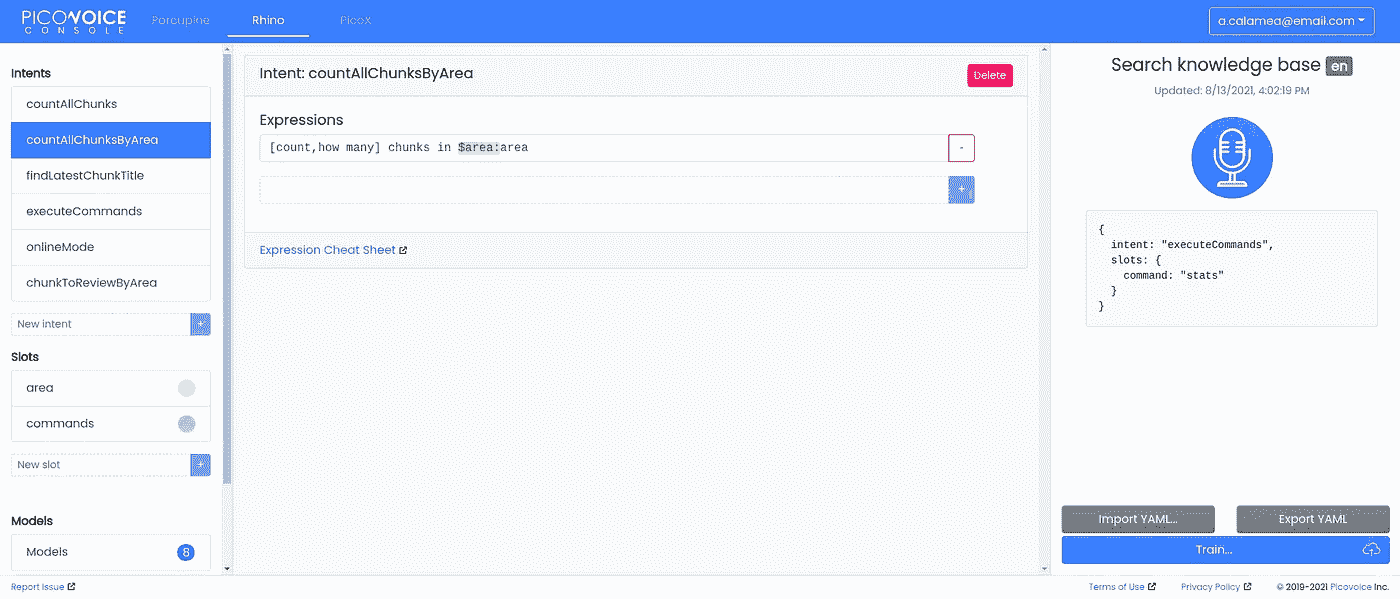 PICOVOICE
CONSOLE
Porcupine
Rhino
PicoX
a.calamea@email.com
Intents
countAllChunks
countAllChunksByArea
findLatestChunkTitle
executeCommands
onlineMode
chunkToReviewByArea
New intent
+
Slots
area
commands
New slot
+
Models
Models
8
Intent: countAllChunksByArea
Delete
Expressions
[count,how many] chunks in $area:area
-
+
Expression Cheat Sheet
Search knowledge base en
Updated: 8/13/2021, 4:02:19 PM
{
intent: "executeCommands",
slots: {
command: "stats"
}
}
Import YAML...
Export YAML
Train...
Report Issue
Terms of Use
Privacy Policy
© 2019-2021 Picovoice Inc.